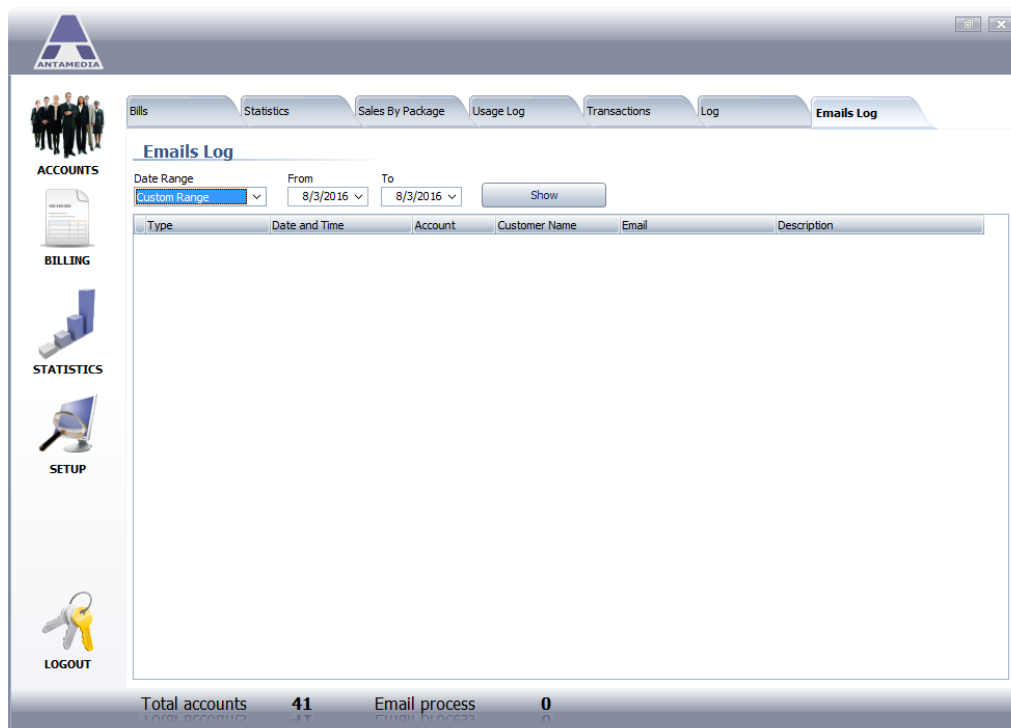 ANTAMEDIA
Bills Statistics Sales By Package Usage Log Transactions Log Emails Log
ACCOUNTS
Emails Log
Date Range From To
Custom Range 8/3/2016 8/3/2016 Show
Type Date and Time Account Customer Name Email Description
BILLING
STATISTICS
SETUP
LOGOUT
Total accounts 41 Email process 0